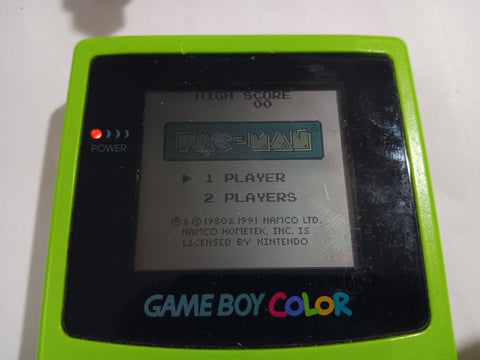 HIGH SCORE
00
PAC-MAN
POWER
▶ 1 PLAYER
2 PLAYERS
© & © 1980 & 1991 NAMCO LTD.
NAMCO HOMETEK, INC. IS
LICENSED BY NINTENDO
GAME BOY COLOR